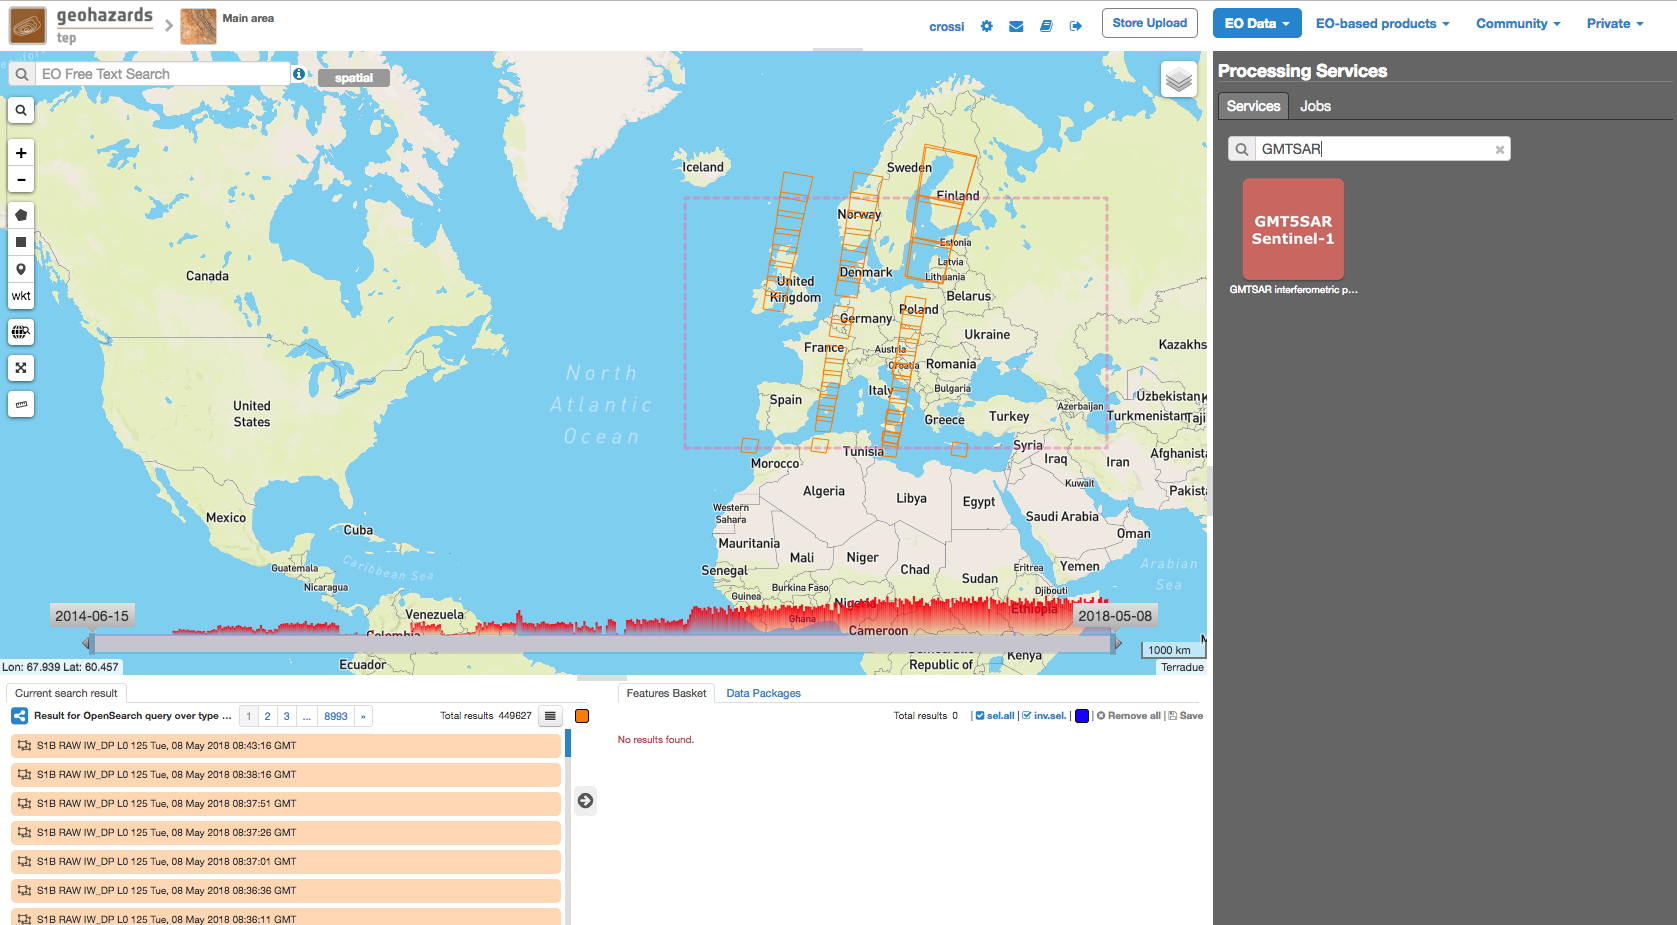 geohazards
tep
Main area
crossi
Store Upload
EO Data
EO-based products
Community
Private
EO Free Text Search
spatial
wkt
Iceland
Sweden
Finland
Norway
Estonia
Latvia
Lithuania
Denmark
United
Kingdom
Belarus
Poland
Germany
Ukraine
France
Austria
Croatia
Romania
Kazakhs
Italy
Bulgaria
Spain
Greece
Turkey
Azerbaijan
Uzbekistan
Turkmenistan
Taji
Canada
United
States
North
Atlantic
Ocean
Morocco
Tunisia
Syria
Iraq
Iran
Afghanista
Kuwait
Pakist
Algeria
Libya
Egypt
Saudi Arabia
Oman
Western
Sahara
Mauritania
Mali
Niger
Chad
Sudan
Eritrea
Yemen
Arabian
Sea
Senegal
Burkina Faso
Guinea
Nigeria
Djibouti
Ethiopia
Ghana
Cameroon
Democratic
Republic of
Kenya
Mexico
Cuba
Caribbean Sea
Guatemala
Nicaragua
Venezuela
Colombia
Ecuador
2014-06-15
2018-05-08
1000 km
Terradue
Lon: 67.939 Lat: 60.457
Processing Services
Services
Jobs
GMTSAR
GMT5SAR
Sentinel-1
GMTSAR interferometric p...
Current search result
Result for OpenSearch query over type ...
1 2 3 ... 8993 »
Total results 449627
S1B RAW IW_DP L0 125 Tue, 08 May 2018 08:43:16 GMT
S1B RAW IW_DP L0 125 Tue, 08 May 2018 08:38:16 GMT
S1B RAW IW_DP L0 125 Tue, 08 May 2018 08:37:51 GMT
S1B RAW IW_DP L0 125 Tue, 08 May 2018 08:37:26 GMT
S1B RAW IW_DP L0 125 Tue, 08 May 2018 08:37:01 GMT
S1B RAW IW_DP L0 125 Tue, 08 May 2018 08:36:36 GMT
S1B RAW IW_DP L0 125 Tue, 08 May 2018 08:36:11 GMT
Features Basket
Data Packages
Total results 0 | sel.all | inv.sel. | | Remove all | Save
No results found.